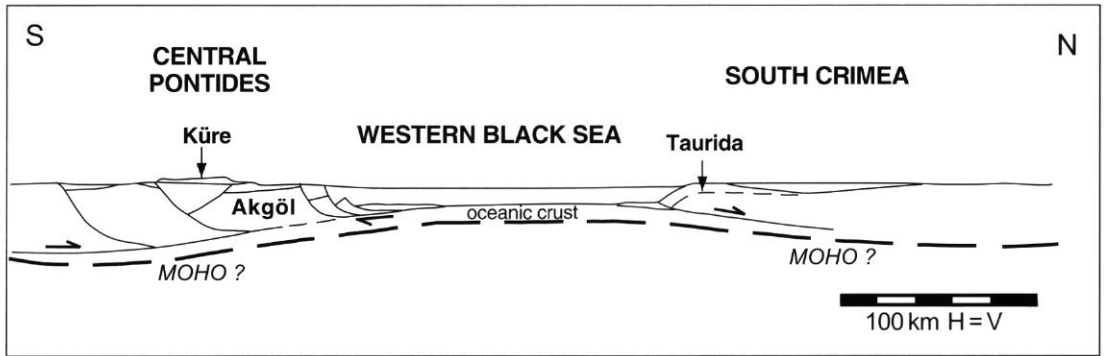 S
N
CENTRAL
PONTIDES
SOUTH CRIMEA
Küre
WESTERN BLACK SEA
Taurida
Akgöl
oceanic crust
MOHO ?
MOHO ?
100 km H = V